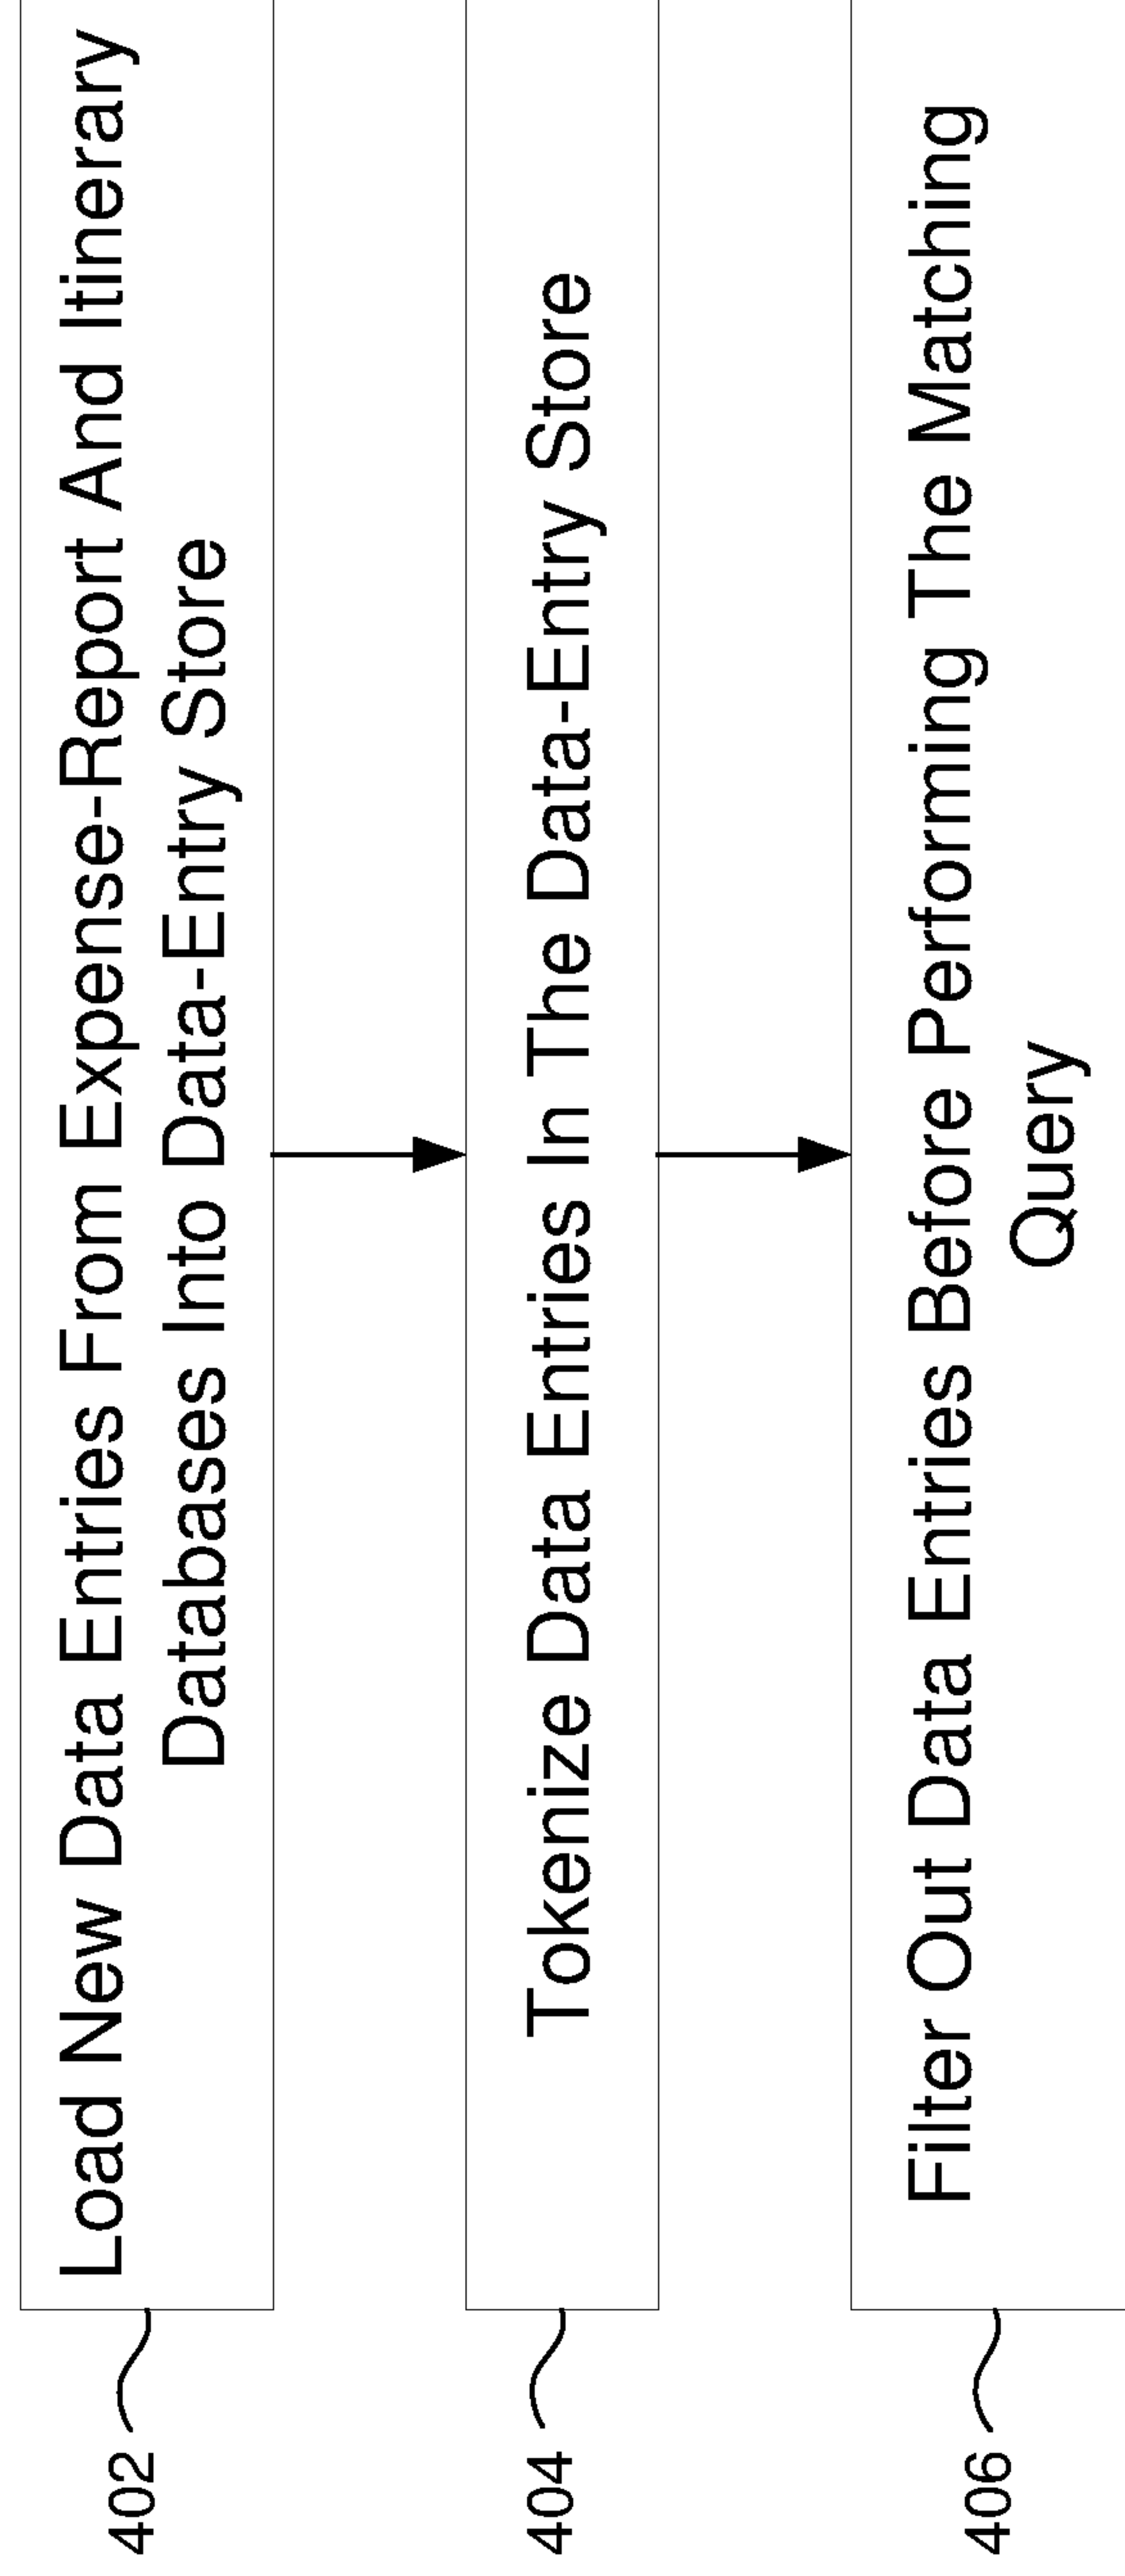 402
Load New Data Entries From Expense-Report And Itinerary
Databases Into Data-Entry Store
404
Tokenize Data Entries In The Data-Entry Store
406
Filter Out Data Entries Before Performing The Matching
Query